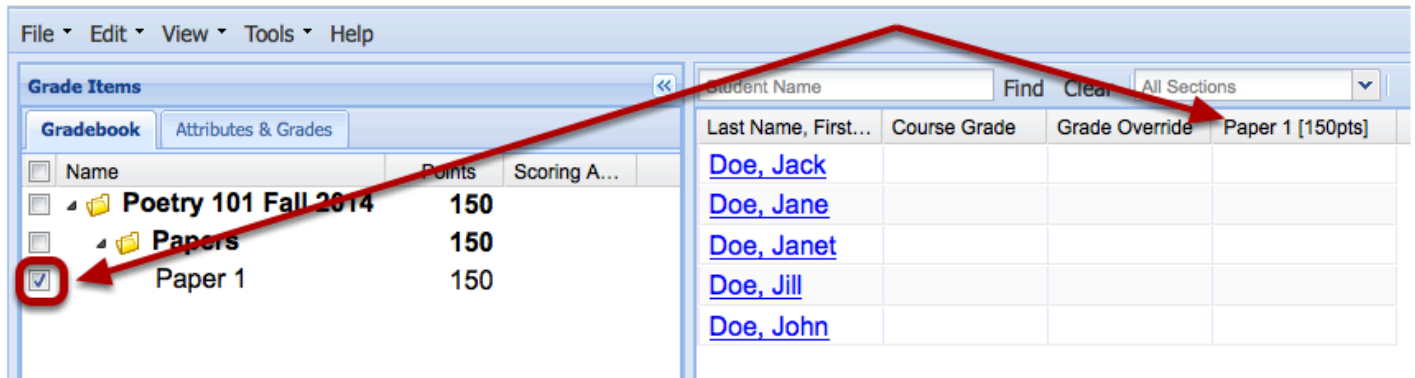 File Edit View Tools Help
Grade Items
Gradebook Attributes & Grades
Name Points Scoring A...
Poetry 101 Fall 2014 150
Papers 150
Paper 1 150
Student Name Find Clear All Sections
Last Name, First... Course Grade Grade Override Paper 1 [150pts]
Doe, Jack
Doe, Jane
Doe, Janet
Doe, Jill
Doe, John